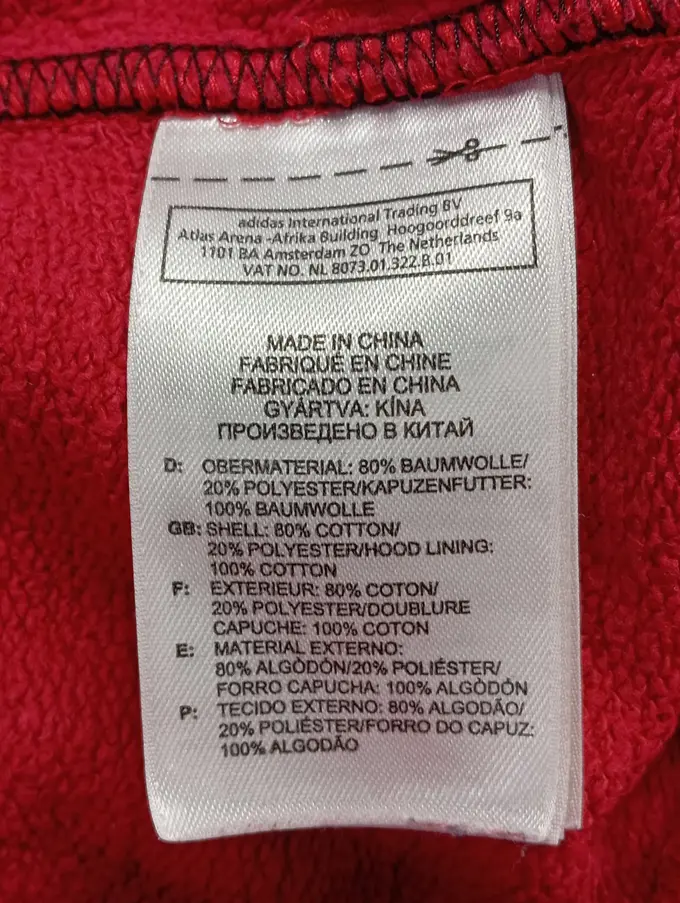 adidas International Trading BV
Atlas Arena -Afrika Building Hoogoorddreef 9a
1101 BA Amsterdam ZO The Netherlands
VAT NO. NL 8073.01.322.B.01
MADE IN CHINA
FABRIQUÉ EN CHINE
FABRICADO EN CHINA
GYÁRTVA: KÍNA
ПРОИЗВЕДЕНО В КИТАЙ
D: OBERMATERIAL: 80% BAUMWOLLE/
20% POLYESTER/KAPUZENFUTTER:
100% BAUMWOLLE
GB: SHELL: 80% COTTON/
20% POLYESTER/HOOD LINING:
100% COTTON
F: EXTERIEUR: 80% COTON/
20% POLYESTER/DOUBLURE
CAPUCHE: 100% COTON
E: MATERIAL EXTERNO:
80% ALGÒDÓN/20% POLIÉSTER/
FORRO CAPUCHA: 100% ALGÒDÓN
P: TECIDO EXTERNO: 80% ALGODÃO/
20% POLIÉSTER/FORRO DO CAPUZ:
100% ALGODÃO